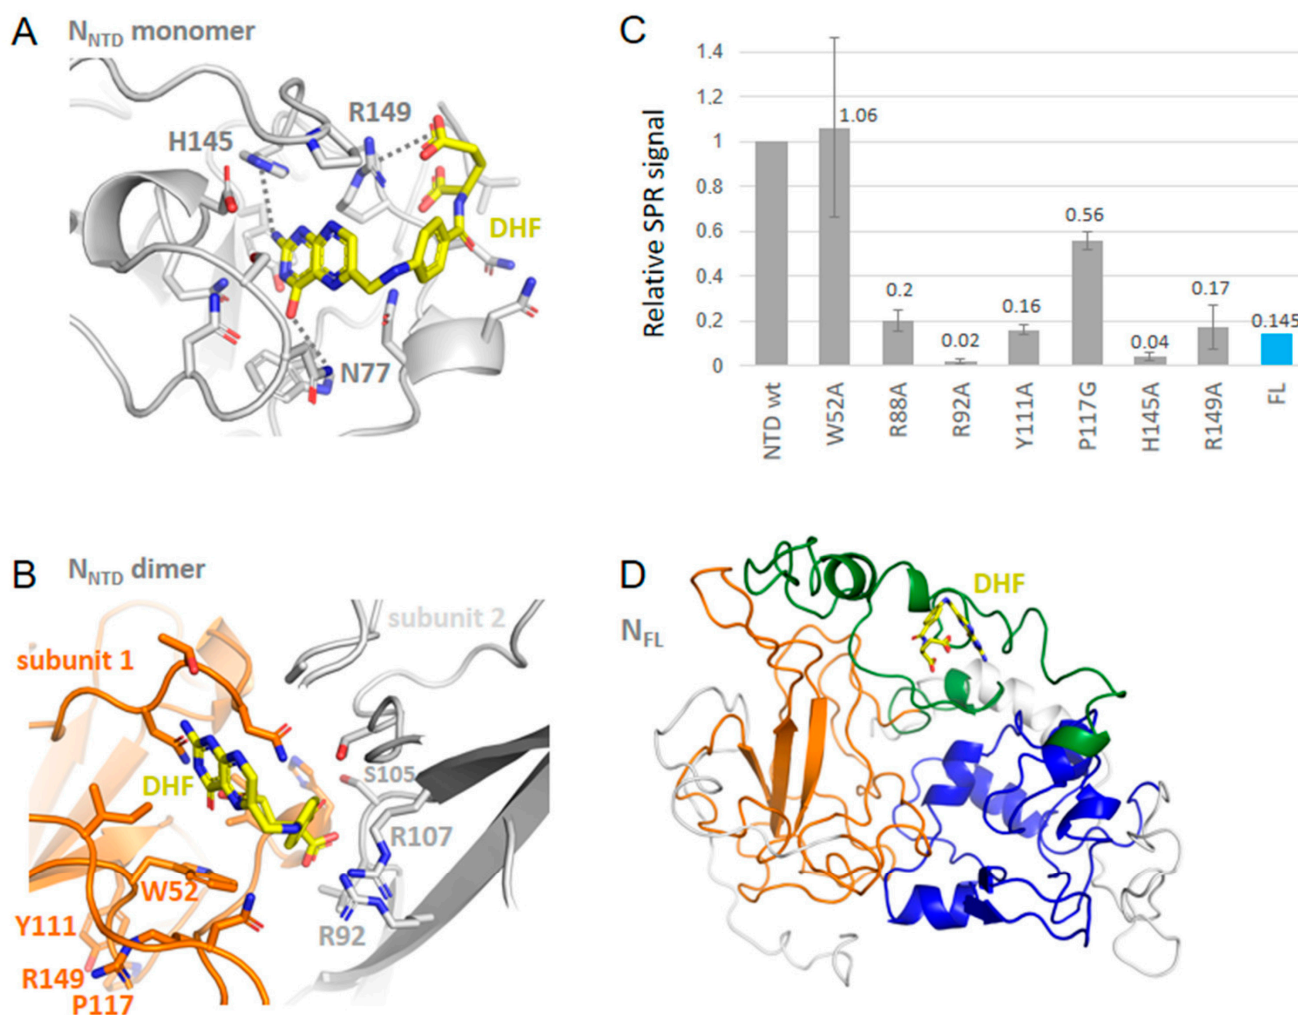 A N_NTD monomer
R149
H145
DHF
N77
C
Relative SPR signal
1.4
1.2
1
0.8
0.6
0.4
0.2
0
1.06
0.2
0.02
0.16
0.56
0.04
0.17
0.145
NTD wt
W52A
R88A
R92A
Y111A
P117G
H145A
R149A
FL
B N_NTD dimer
subunit 2
subunit 1
DHF
S105
R107
W52
Y111
R92
R149
P117
D
DHF
N_FL